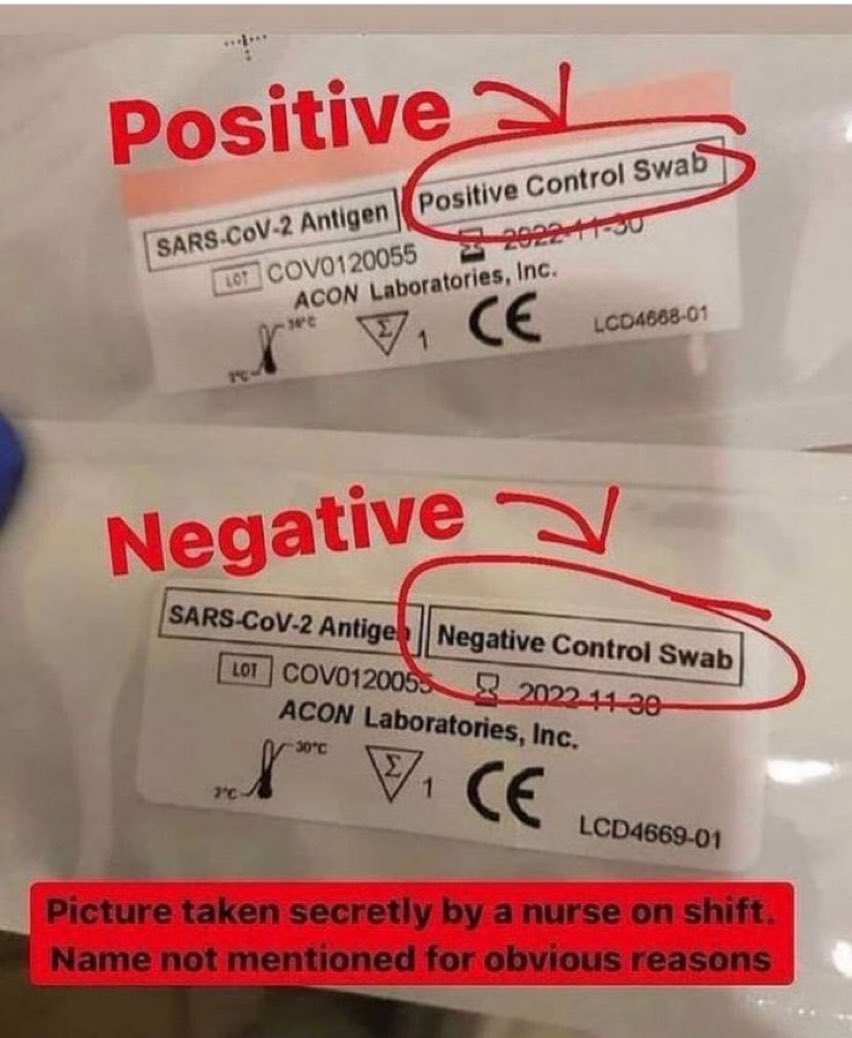 Positive
SARS-CoV-2 Antigen Positive Control Swab
LOT COV0120055 2022-11-30
ACON Laboratories, Inc.
30°C
2°C
Σ 1 CE LCD4668-01
Negative
SARS-CoV-2 Antigen Negative Control Swab
LOT COV0120055 2022-11-30
ACON Laboratories, Inc.
30°C
2°C
Σ 1 CE LCD4669-01
Picture taken secretly by a nurse on shift.
Name not mentioned for obvious reasons